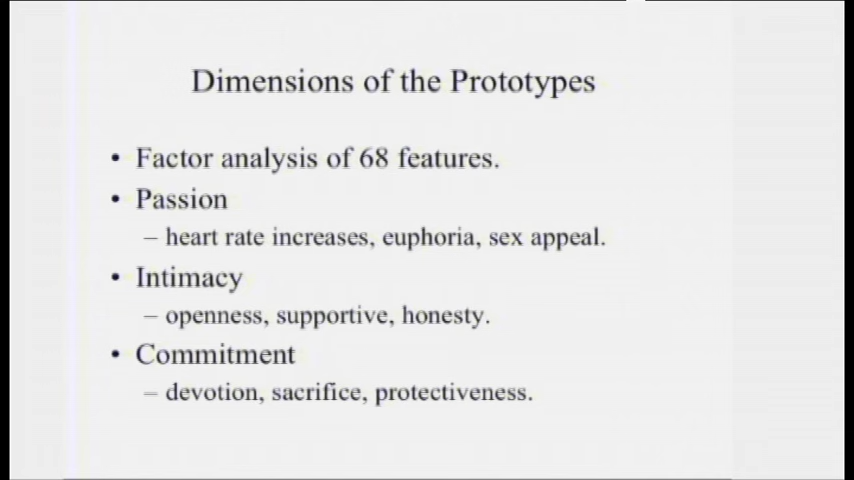 Dimensions of the Prototypes
• Factor analysis of 68 features.
• Passion
– heart rate increases, euphoria, sex appeal.
• Intimacy
– openness, supportive, honesty.
• Commitment
– devotion, sacrifice, protectiveness.